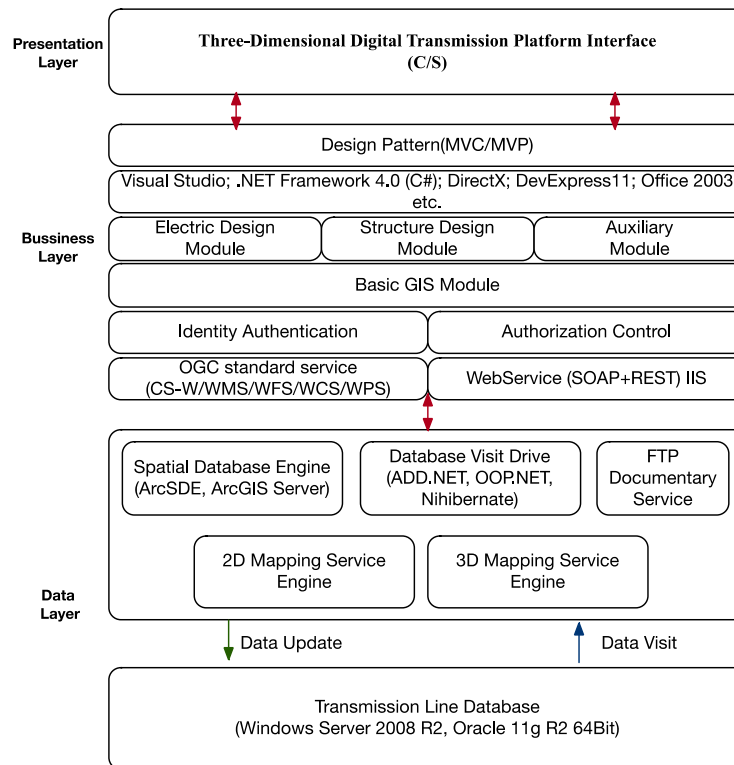 Presentation
Layer
Three-Dimensional Digital Transmission Platform Interface
(C/S)
Design Pattern(MVC/MVP)
Visual Studio; .NET Framework 4.0 (C#); DirectX; DevExpress11; Office 2003
etc.
Bussiness
Layer
Electric Design
Module
Structure Design
Module
Auxiliary
Module
Basic GIS Module
Identity Authentication
Authorization Control
OGC standard service
(CS-W/WMS/WFS/WCS/WPS)
WebService (SOAP+REST) IIS
Data
Layer
Spatial Database Engine
(ArcSDE, ArcGIS Server)
Database Visit Drive
(ADD.NET, OOP.NET,
Nihibernate)
FTP
Documentary
Service
2D Mapping Service
Engine
3D Mapping Service
Engine
Data Update
Data Visit
Transmission Line Database
(Windows Server 2008 R2, Oracle 11g R2 64Bit)